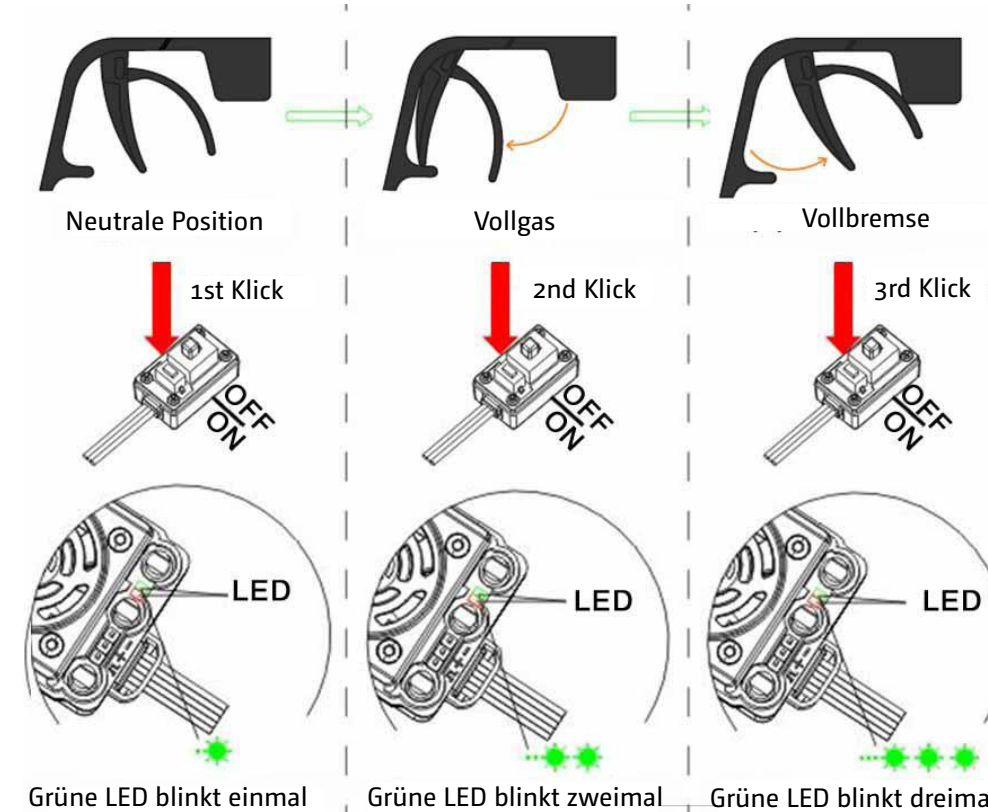 Neutrale Position
Vollgas
Vollbremse
1st Klick
2nd Klick
3rd Klick
OFF
ON
OFF
ON
OFF
ON
LED
LED
LED
Grüne LED blinkt einmal
Grüne LED blinkt zweimal
Grüne LED blinkt dreima